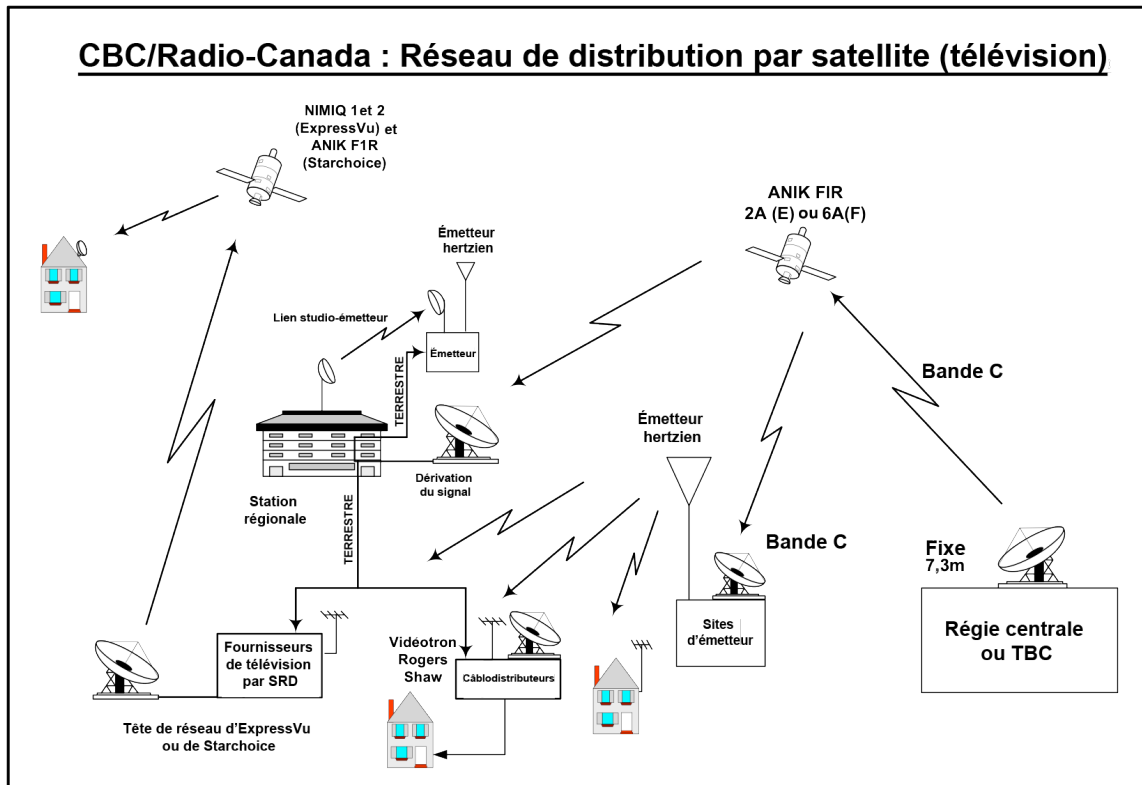 CBC/Radio-Canada : Réseau de distribution par satellite (télévision)
NIMIQ 1et 2
(ExpressVu) et
ANIK F1R
(Starchoice)
ANIK FIR
2A (E) ou 6A(F)
Émetteur
hertzien
Lien studio-émetteur
Émetteur
TERRESTRE
Bande C
Émetteur
hertzien
Dérivation
du signal
Station
régionale
TERRESTRE
Bande C
Fixe
7,3m
Régie centrale
ou TBC
Sites
d’émetteur
Fournisseurs
de télévision
par SRD
Vidéotron
Rogers
Shaw
Câblodistributeurs
Tête de réseau d’ExpressVu
ou de Starchoice